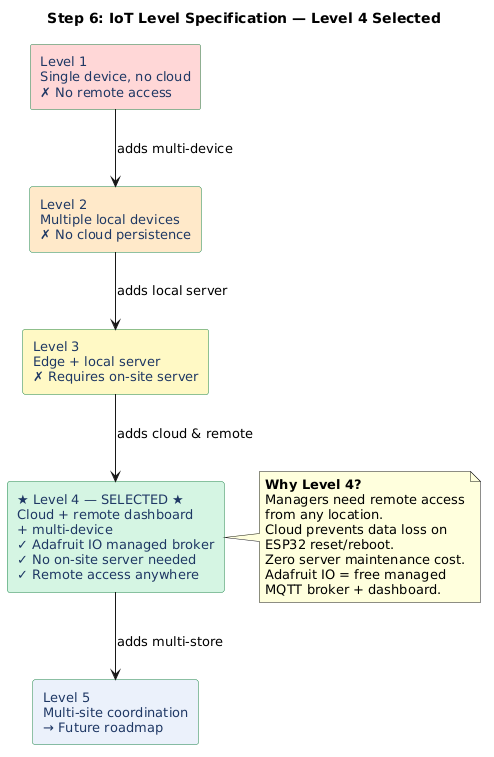 Step 6: IoT Level Specification — Level 4 Selected
Level 1
Single device, no cloud
✗ No remote access
adds multi-device
Level 2
Multiple local devices
✗ No cloud persistence
adds local server
Level 3
Edge + local server
✗ Requires on-site server
adds cloud & remote
★ Level 4 — SELECTED ★
Cloud + remote dashboard
+ multi-device
✓ Adafruit IO managed broker
✓ No on-site server needed
✓ Remote access anywhere
Why Level 4?
Managers need remote access
from any location.
Cloud prevents data loss on
ESP32 reset/reboot.
Zero server maintenance cost.
Adafruit IO = free managed
MQTT broker + dashboard.
adds multi-store
Level 5
Multi-site coordination
→ Future roadmap